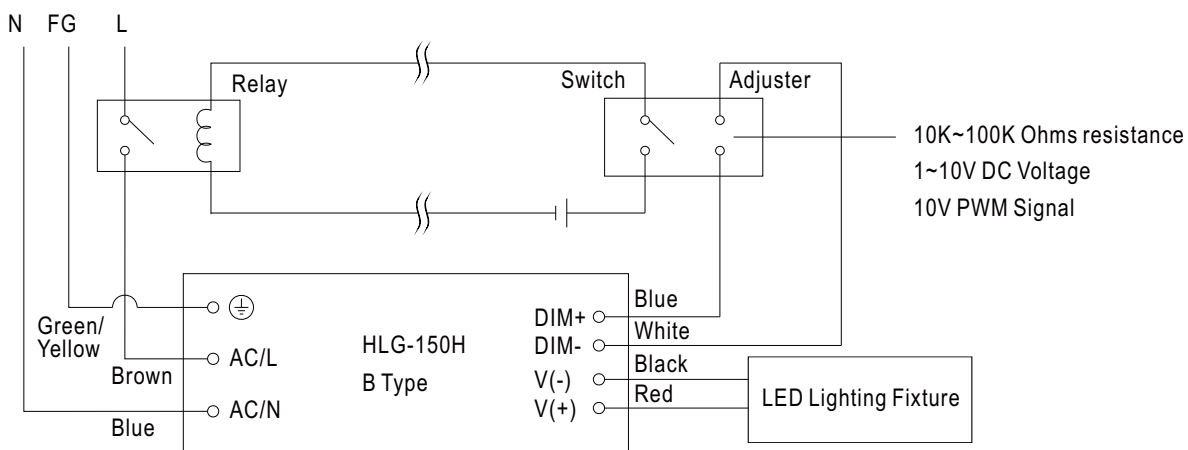 N FG L
Relay
Switch
Adjuster
10K~100K Ohms resistance
1~10V DC Voltage
10V PWM Signal
Green/
Yellow
Brown
Blue
AC/L
AC/N
HLG-150H
B Type
DIM+
DIM-
V(-)
V(+)
Blue
White
Black
Red
LED Lighting Fixture